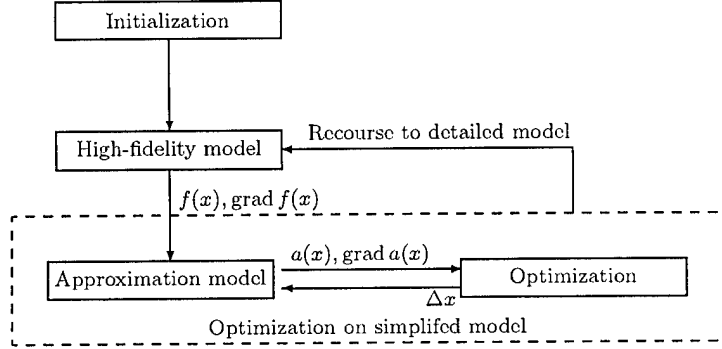 Initialization
Recourse to detailed model
High-fidelity model
f(x), grad f(x)
a(x), grad a(x)
Approximation model
Optimization
Δx
Optimization on simplifed model